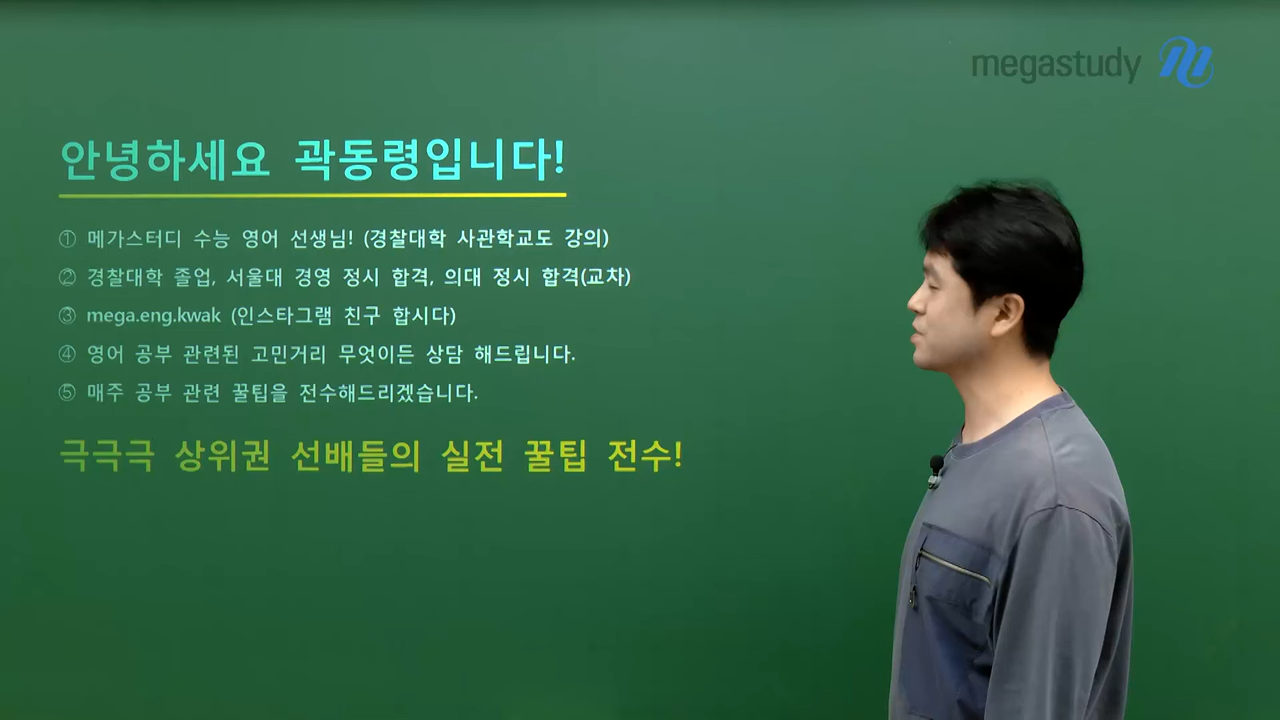 megastudy
안녕하세요 곽동령입니다!
① 메가스터디 수능 영어 선생님! (경찰대학 사관학교도 강의)
② 경찰대학 졸업, 서울대 경영 정시 합격, 의대 정시 합격(교차)
③ mega.eng.kwak (인스타그램 친구 합시다)
④ 영어 공부 관련된 고민거리 무엇이든 상담 해드립니다.
⑤ 매주 공부 관련 꿀팁을 전수해드리겠습니다.
극극극 상위권 선배들의 실전 꿀팁 전수!